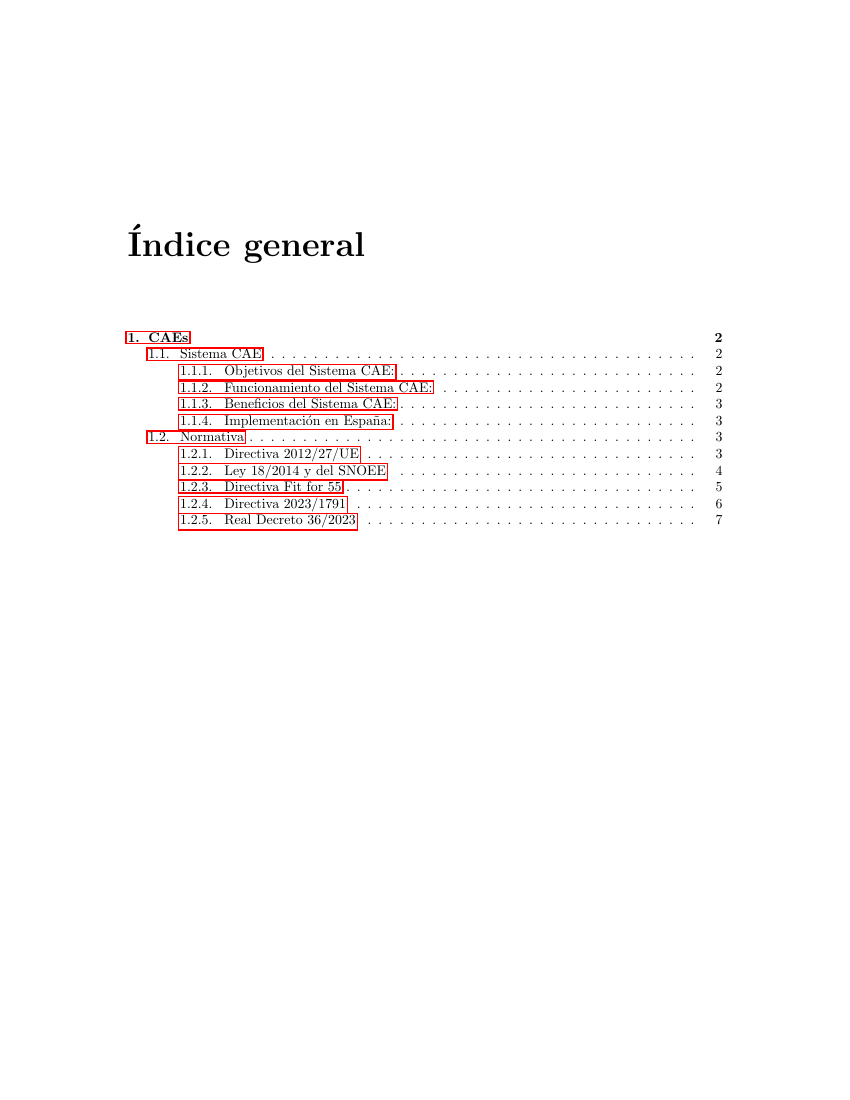 Índice general
1. CAEs 2
1.1. Sistema CAE . . . . . . . . . . . . . . . . . . . . . . . . . . . . . . . . . . . . . . . . 2
1.1.1. Objetivos del Sistema CAE: . . . . . . . . . . . . . . . . . . . . . . . . . . . . 2
1.1.2. Funcionamiento del Sistema CAE: . . . . . . . . . . . . . . . . . . . . . . . . 2
1.1.3. Beneficios del Sistema CAE: . . . . . . . . . . . . . . . . . . . . . . . . . . . . 3
1.1.4. Implementación en España: . . . . . . . . . . . . . . . . . . . . . . . . . . . . 3
1.2. Normativa . . . . . . . . . . . . . . . . . . . . . . . . . . . . . . . . . . . . . . . . . . 3
1.2.1. Directiva 2012/27/UE . . . . . . . . . . . . . . . . . . . . . . . . . . . . . . . 3
1.2.2. Ley 18/2014 y del SNOEE . . . . . . . . . . . . . . . . . . . . . . . . . . . . 4
1.2.3. Directiva Fit for 55 . . . . . . . . . . . . . . . . . . . . . . . . . . . . . . . . . 5
1.2.4. Directiva 2023/1791 . . . . . . . . . . . . . . . . . . . . . . . . . . . . . . . . 6
1.2.5. Real Decreto 36/2023 . . . . . . . . . . . . . . . . . . . . . . . . . . . . . . . 7